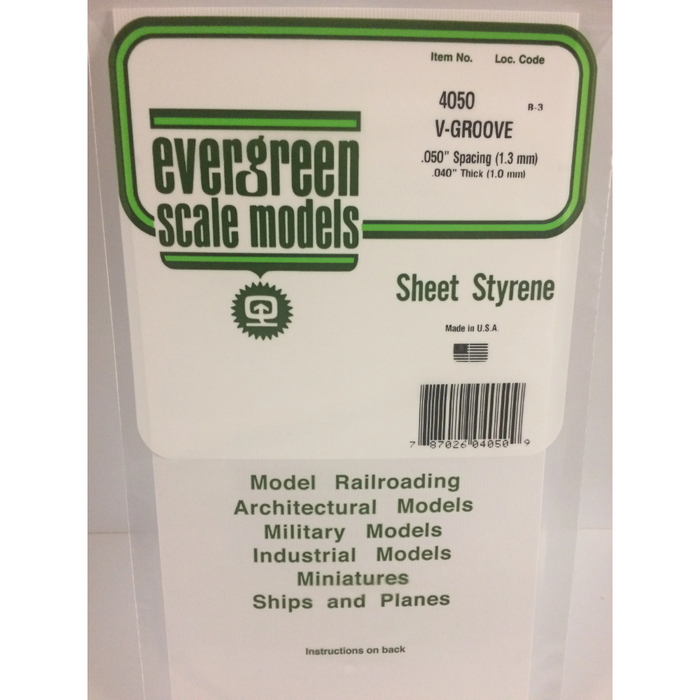 Item No. Loc. Code
4050 B-3
V-GROOVE
.050" Spacing (1.3 mm)
.040" Thick (1.0 mm)
evergreen
scale models
Sheet Styrene
Made in U.S.A.
7 87026 04050 9
Model Railroading
Architectural Models
Military Models
Industrial Models
Miniatures
Ships and Planes
Instructions on back